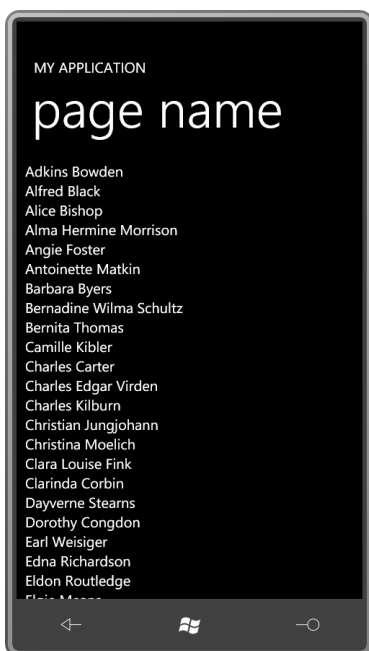 MY APPLICATION
page name
Adkins Bowden
Alfred Black
Alice Bishop
Alma Hermine Morrison
Angie Foster
Antoinette Matkin
Barbara Byers
Bernadine Wilma Schultz
Bernita Thomas
Camille Kibler
Charles Carter
Charles Edgar Virden
Charles Kilburn
Christian Jungjohann
Christina Moelich
Clara Louise Fink
Clarinda Corbin
Dayverne Stearns
Dorothy Congdon
Earl Weisiger
Edna Richardson
Eldon Routledge